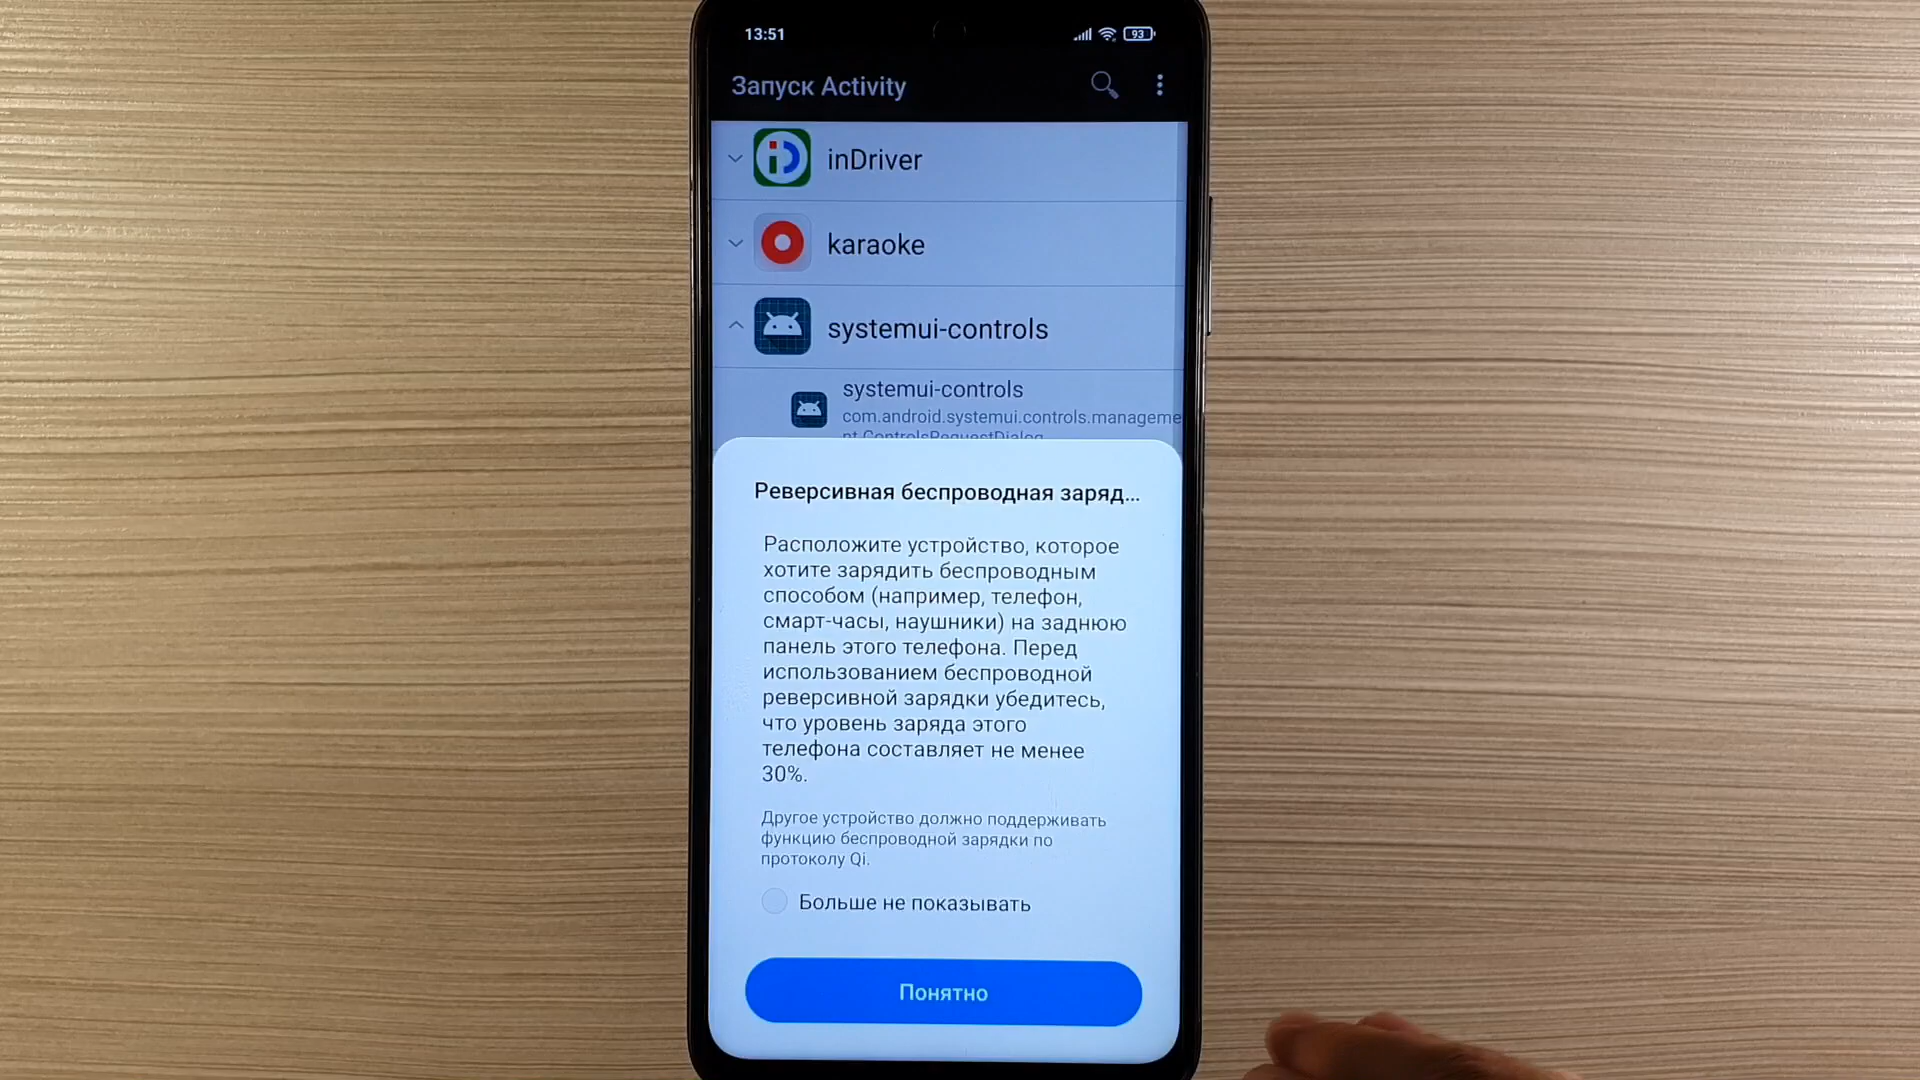 13:51
93
Запуск Activity
inDriver
karaoke
systemui-controls
systemui-controls
com.android.systemui.controls.manageme
nt.ControlsRequestDialog
Реверсивная беспроводная заряд...
Расположите устройство, которое
хотите зарядить беспроводным
способом (например, телефон,
смарт-часы, наушники) на заднюю
панель этого телефона. Перед
использованием беспроводной
реверсивной зарядки убедитесь,
что уровень заряда этого
телефона составляет не менее
30%.
Другое устройство должно поддерживать
функцию беспроводной зарядки по
протоколу Qi.
Больше не показывать
Понятно